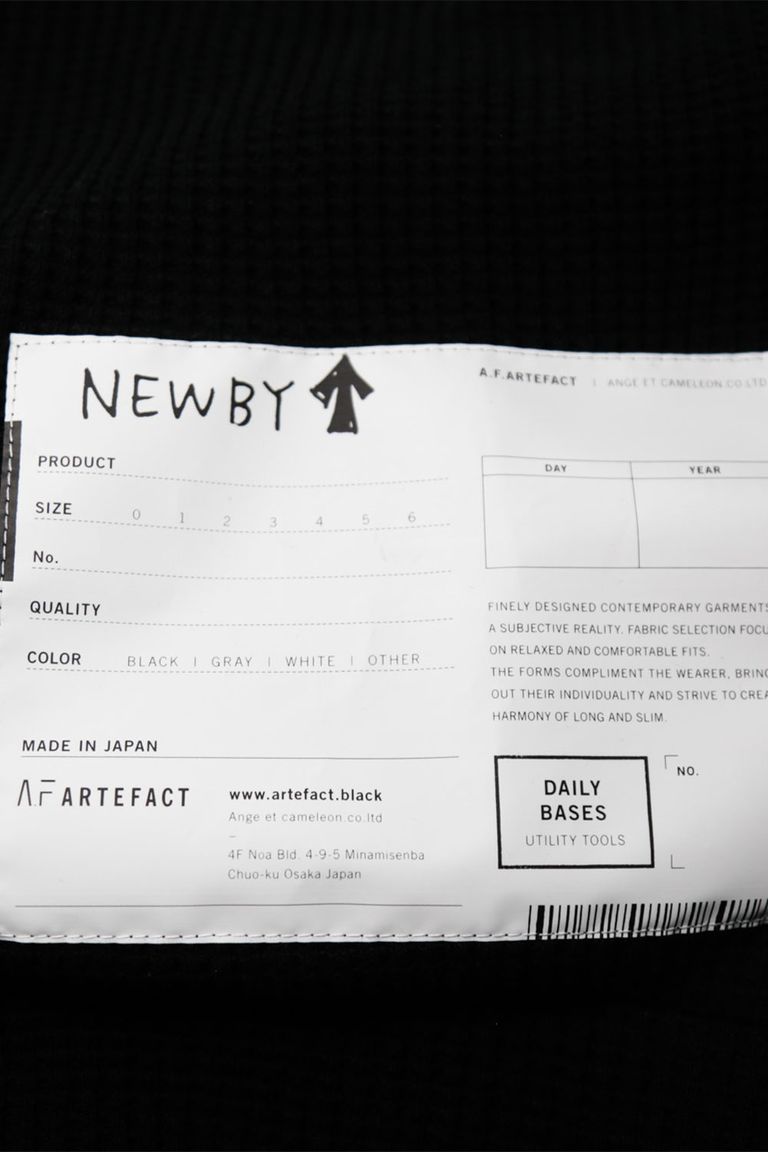 NEWBY
PRODUCT
SIZE 0 1 2 3 4 5 6
No.
QUALITY
COLOR BLACK | GRAY | WHITE | OTHER
MADE IN JAPAN
A.F ARTEFACT
www.artefact.black
Ange et cameleon.co.ltd
–
4F Noa Bld. 4-9-5 Minamisenba
Chuo-ku Osaka Japan
A.F.ARTEFACT | ANGE ET CAMELEON.CO.LTD
DAY YEAR
FINELY DESIGNED CONTEMPORARY GARMENTS
A SUBJECTIVE REALITY. FABRIC SELECTION FOCU
ON RELAXED AND COMFORTABLE FITS.
THE FORMS COMPLIMENT THE WEARER, BRING
OUT THEIR INDIVIDUALITY AND STRIVE TO CREA
HARMONY OF LONG AND SLIM.
DAILY
BASES
UTILITY TOOLS
NO.